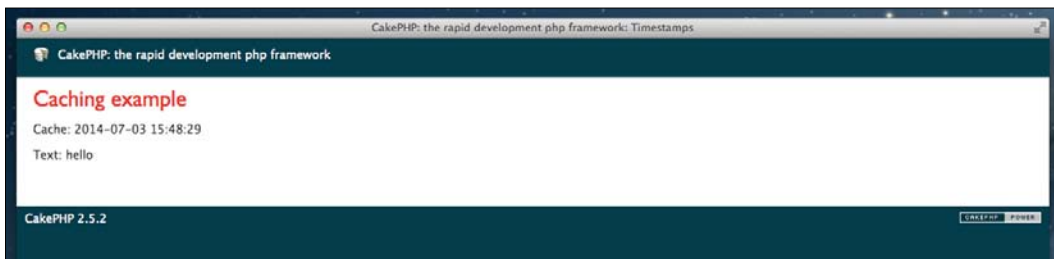 CakePHP: the rapid development php framework: Timestamps
CakePHP: the rapid development php framework
Caching example
Cache: 2014-07-03 15:48:29
Text: hello
CakePHP 2.5.2
CAKEPHP POWER